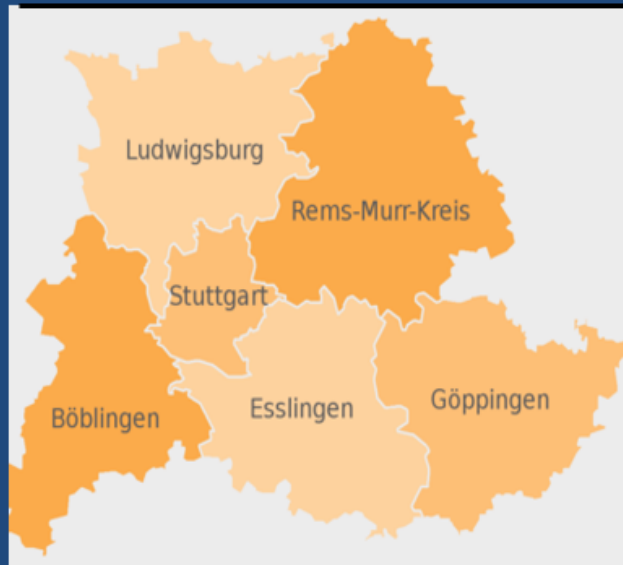 Ludwigsburg
Rems-Murr-Kreis
Stuttgart
Göppingen
Esslingen
Böblingen